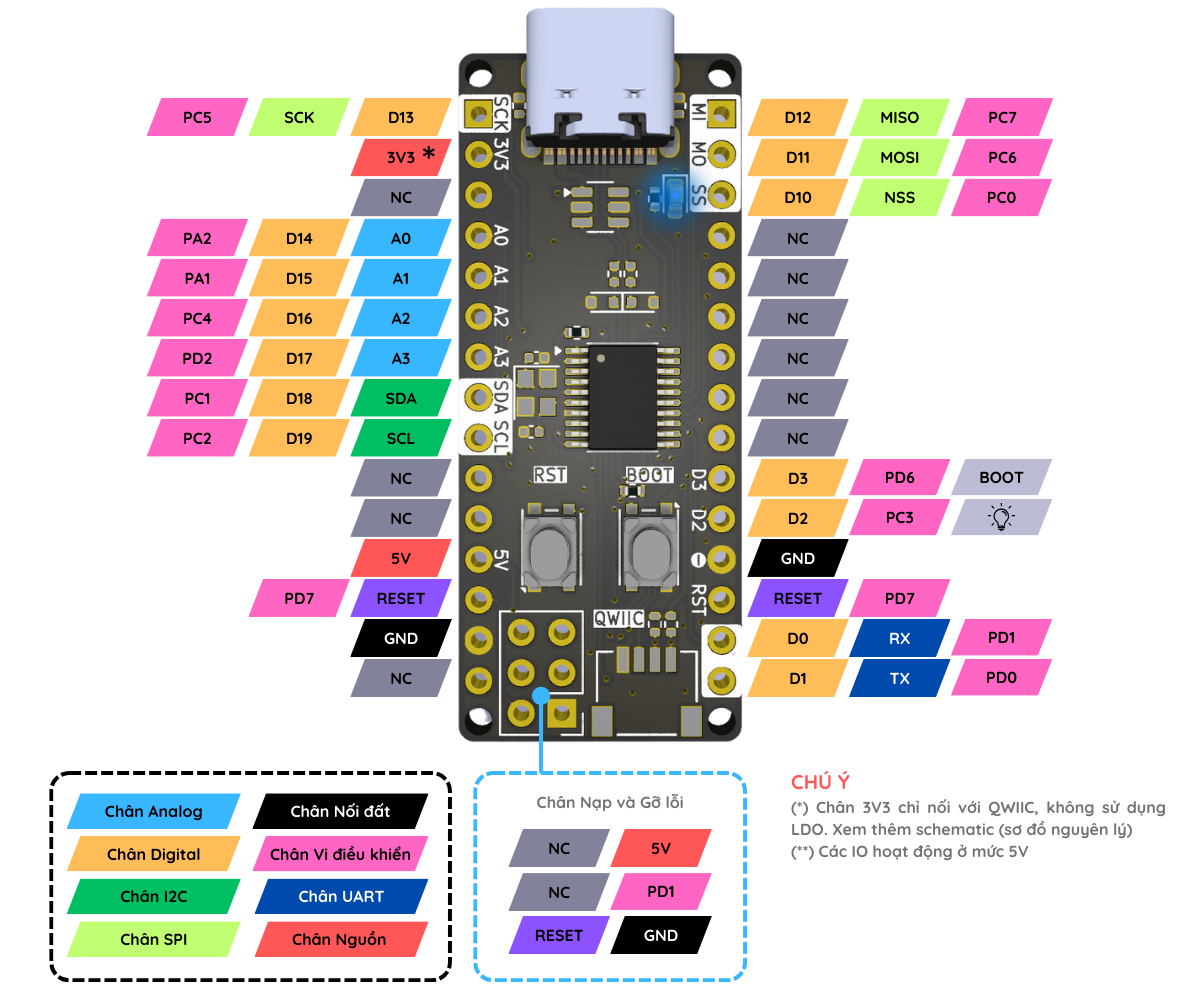 PC5 SCK D13
3V3 *
NC
PA2 D14 A0
PA1 D15 A1
PC4 D16 A2
PD2 D17 A3
PC1 D18 SDA
PC2 D19 SCL
NC
NC
5V
PD7 RESET
GND
NC
SCK
3V3
A0
A1
A2
A3
SDA
SCL
5V
RST
BOOT
QWIIC
MI
MO
SS
D3
D2
RST
D12 MISO PC7
D11 MOSI PC6
D10 NSS PC0
NC
NC
NC
NC
NC
NC
D3 PD6 BOOT
D2 PC3
GND
RESET PD7
D0 RX PD1
D1 TX PD0
Chân Analog Chân Nối đất
Chân Digital Chân Vi điều khiển
Chân I2C Chân UART
Chân SPI Chân Nguồn
Chân Nạp và Gỡ lỗi
NC 5V
NC PD1
RESET GND
CHÚ Ý
(*) Chân 3V3 chỉ nối với QWIIC, không sử dụng
LDO. Xem thêm schematic (sơ đồ nguyên lý)
(**) Các IO hoạt động ở mức 5V